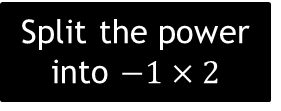 Split the power
into −1 × 2